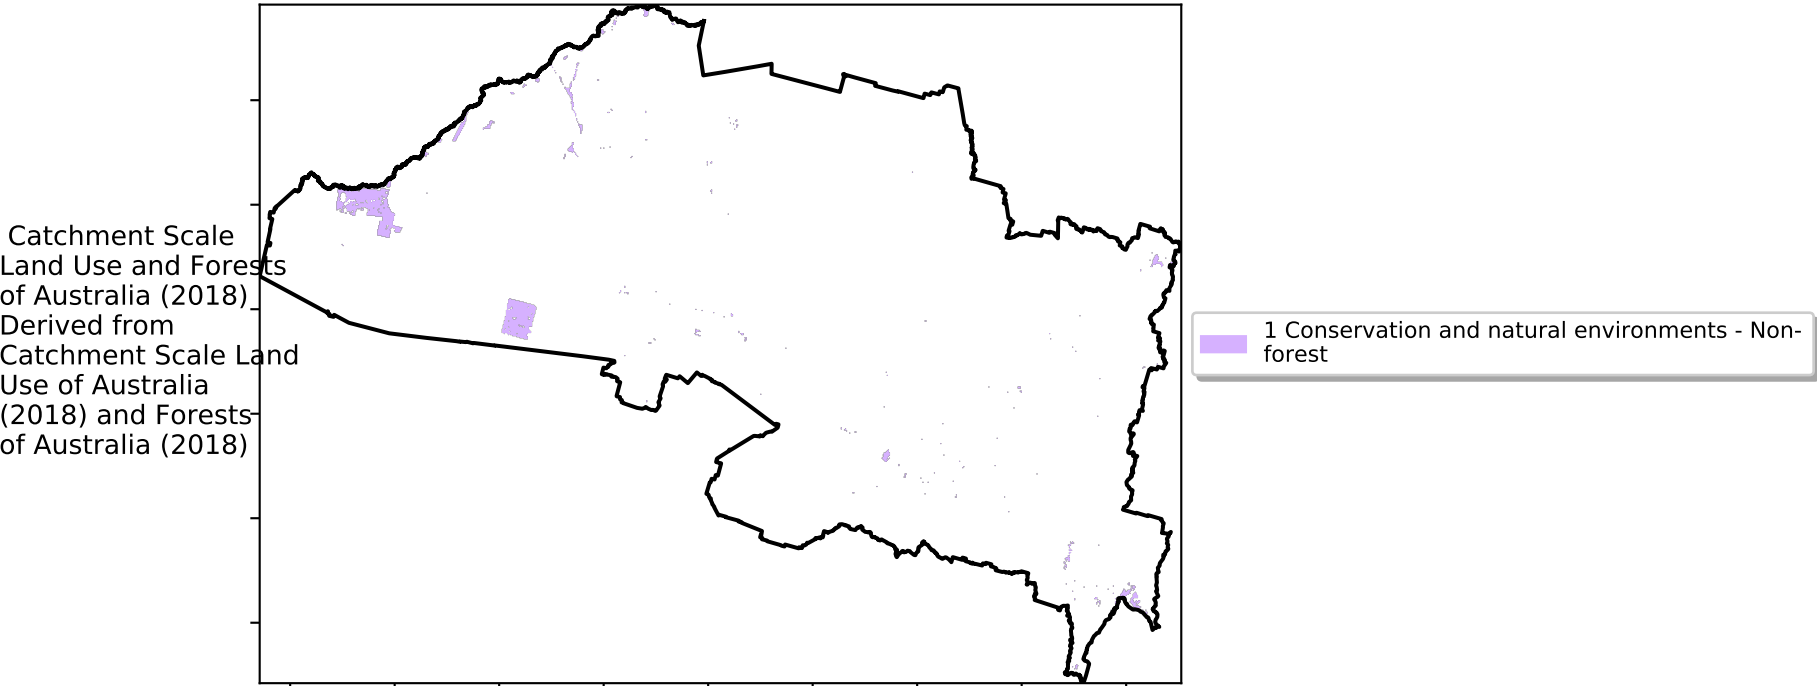 Catchment Scale
Land Use and Forests
of Australia (2018)
Derived from
Catchment Scale Land
Use of Australia
(2018) and Forests
of Australia (2018)
1 Conservation and natural environments - Non-
forest